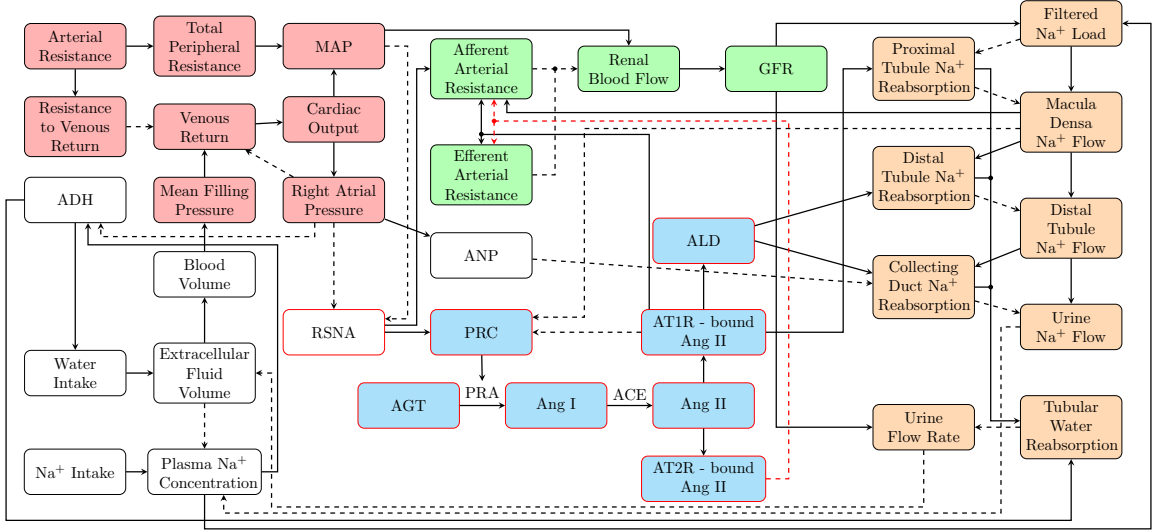 Arterial
Resistance
Total
Peripheral
Resistance
MAP
Afferent
Arterial
Resistance
Renal
Blood Flow
GFR
Proximal
Tubule Na⁺
Reabsorption
Filtered
Na⁺ Load
Resistance
to Venous
Return
Venous
Return
Cardiac
Output
Macula
Densa
Na⁺ Flow
Efferent
Arterial
Resistance
Distal
Tubule Na⁺
Reabsorption
ADH
Mean Filling
Pressure
Right Atrial
Pressure
Distal
Tubule
Na⁺ Flow
ALD
ANP
Blood
Volume
Collecting
Duct Na⁺
Reabsorption
RSNA
PRC
AT1R - bound
Ang II
Urine
Na⁺ Flow
Water
Intake
Extracellular
Fluid
Volume
AGT
PRA
Ang I
ACE
Ang II
Urine
Flow Rate
Tubular
Water
Reabsorption
Na⁺ Intake
Plasma Na⁺
Concentration
AT2R - bound
Ang II